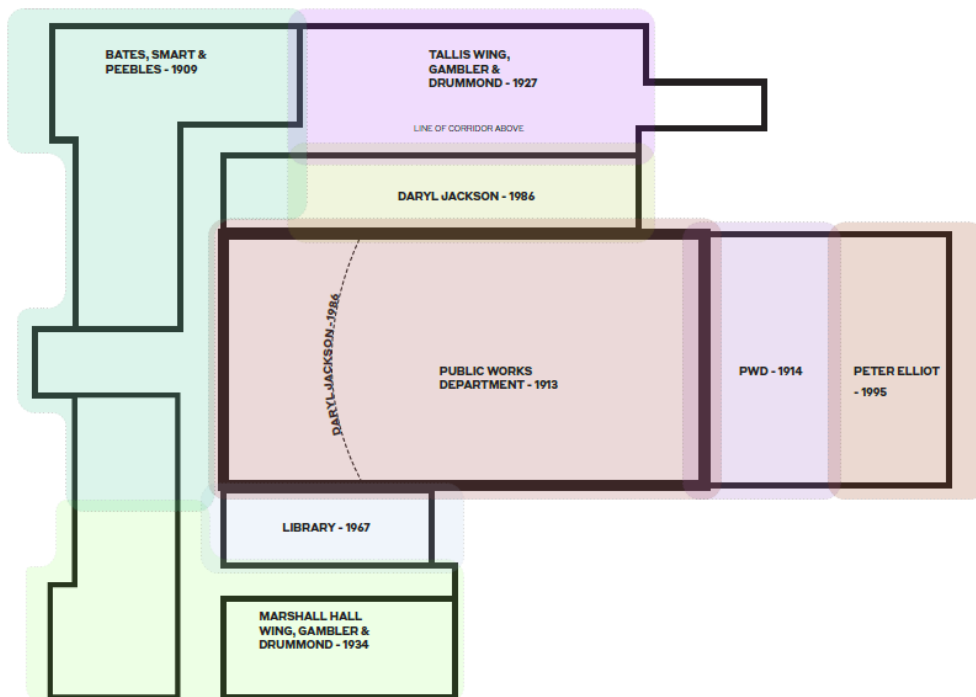 BATES, SMART &
PEEBLES - 1909
TALLIS WING,
GAMBLER &
DRUMMOND - 1927
LINE OF CORRIDOR ABOVE
DARYL JACKSON - 1986
DARYL JACKSON - 1986
PUBLIC WORKS
DEPARTMENT - 1913
PWD - 1914
PETER ELLIOT
- 1995
LIBRARY - 1967
MARSHALL HALL
WING, GAMBLER &
DRUMMOND - 1934